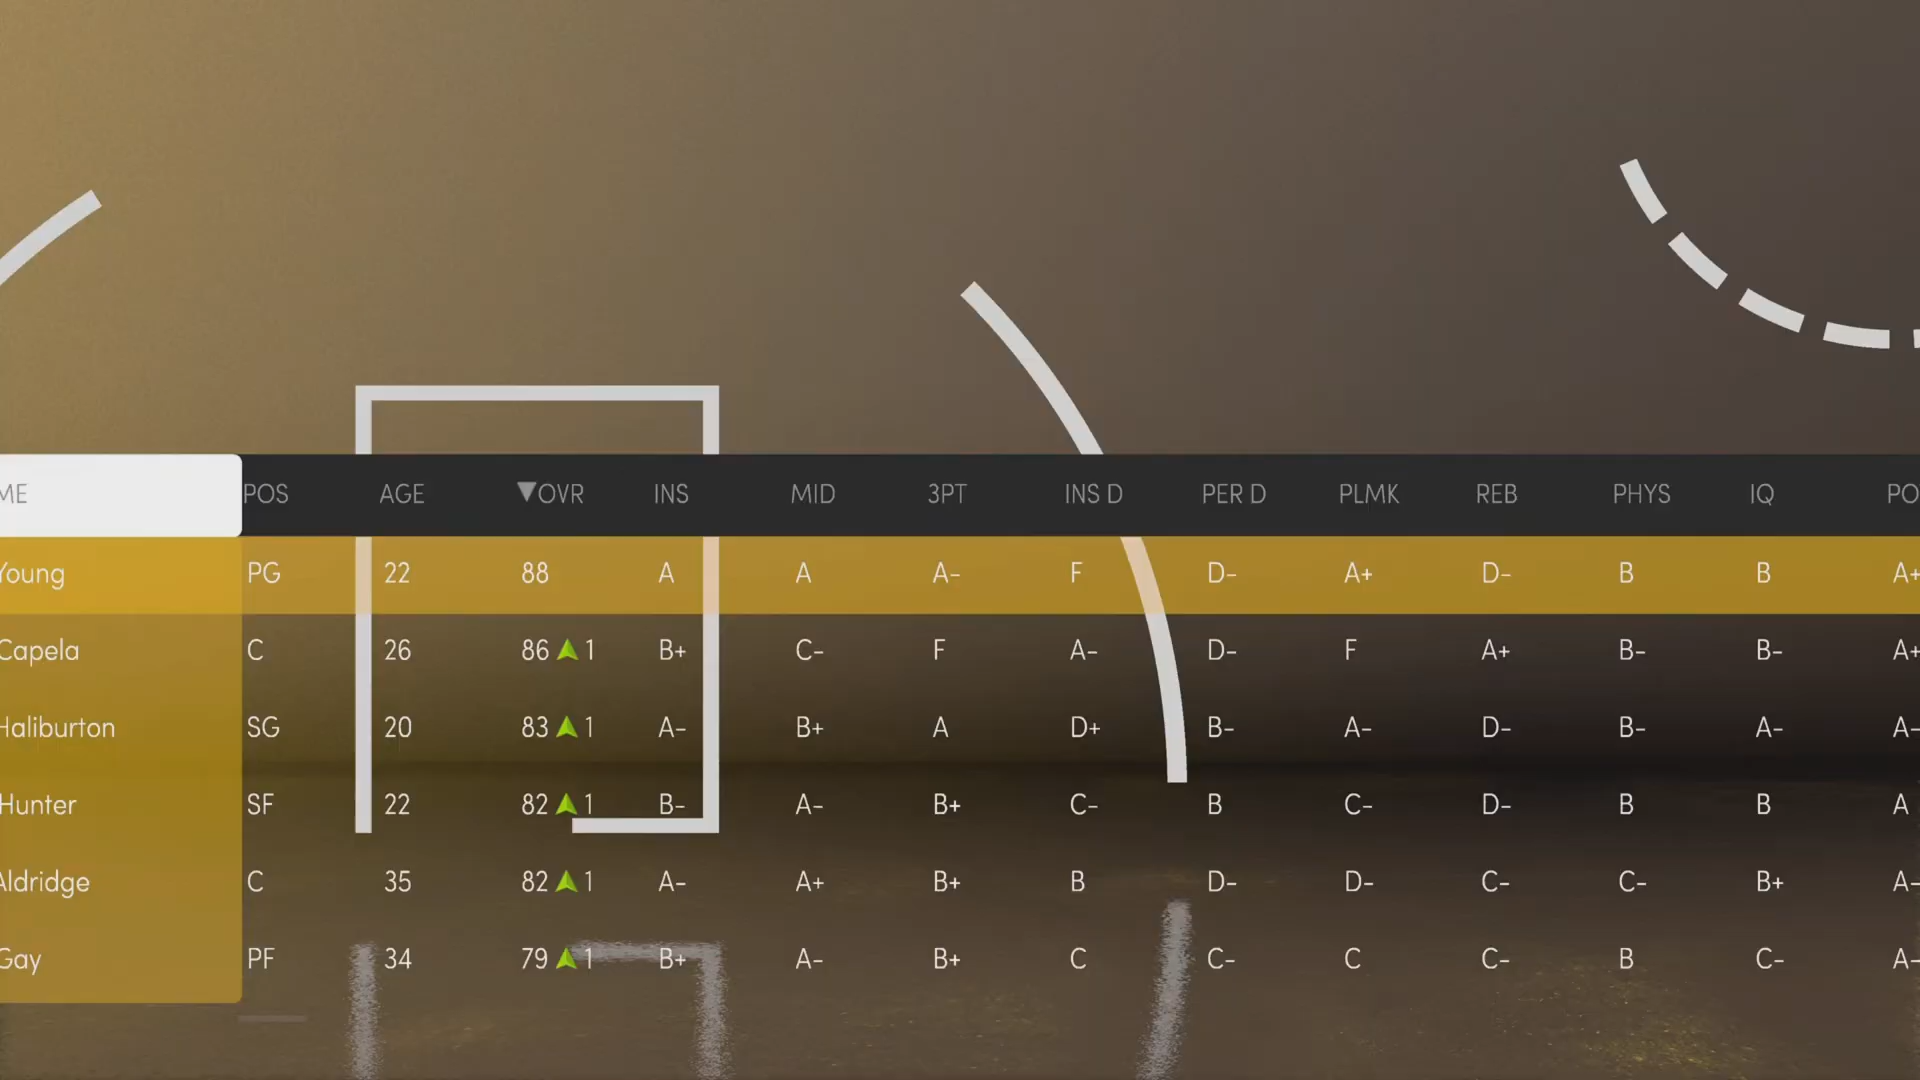 ME POS AGE ▼OVR INS MID 3PT INS D PER D PLMK REB PHYS IQ PO
Young PG 22 88 A A A- F D- A+ D- B B A+
Capela C 26 86 ▲ 1 B+ C- F A- D- F A+ B- B- A+
Haliburton SG 20 83 ▲ 1 A- B+ A D+ B- A- D- B- A- A-
Hunter SF 22 82 ▲ 1 B- A- B+ C- B C- D- B B A
Aldridge C 35 82 ▲ 1 A- A+ B+ B D- D- C- C- B+ A-
Gay PF 34 79 ▲ 1 B+ A- B+ C C- C C- B C- A-